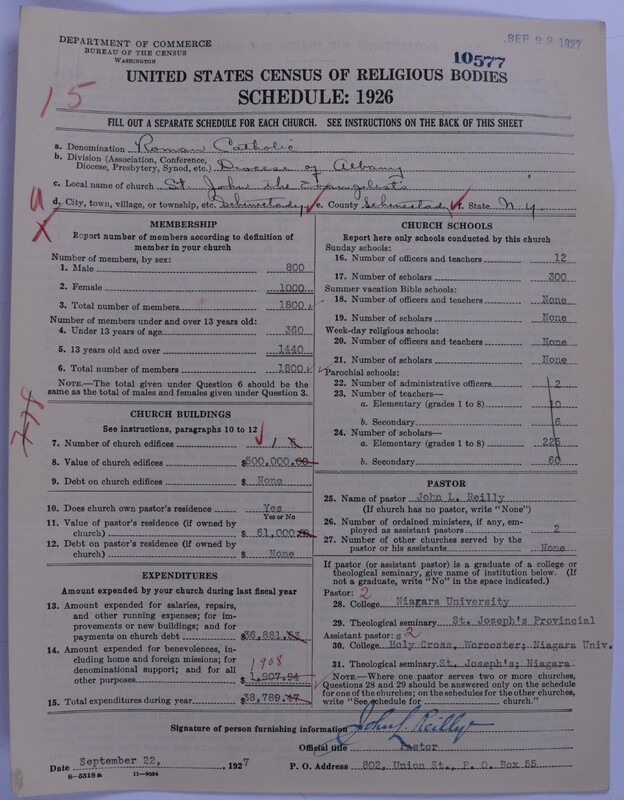 DEPARTMENT OF COMMERCE
BUREAU OF THE CENSUS
WASHINGTON
SEP 23 1927
10577
UNITED STATES CENSUS OF RELIGIOUS BODIES
SCHEDULE: 1926
15
FILL OUT A SEPARATE SCHEDULE FOR EACH CHURCH. SEE INSTRUCTIONS ON THE BACK OF THIS SHEET
a. Denomination Roman Catholic
b. Division (Association, Conference,
Diocese, Presbytery, Synod, etc.) Diocese of Albany
c. Local name of church St. John the Evangelists
d. City, town, village, or township, etc. Schenectady, e. County Schenectady f. State N.Y.
MEMBERSHIP
Report number of members according to definition of
member in your church
Number of members, by sex:
1. Male 800
2. Female 1000
3. Total number of members 1800
Number of members under and over 13 years old:
4. Under 13 years of age 360
5. 13 years old and over 1440
6. Total number of members 1800
NOTE.—The total given under Question 6 should be
same as the total of males and females given under Question 3.
CHURCH BUILDINGS
See instructions, paragraphs 10 to 12
7. Number of church edifices 1
8. Value of church edifices $500,000.00
9. Debt on church edifices $ None
10. Does church own pastor's residence Yes
Yes or No
11. Value of pastor's residence (if owned by
church) $ 61,000.00
12. Debt on pastor's residence (if owned by
church) $ None
EXPENDITURES
Amount expended by church during last fiscal year
13. Amount expended for salaries, repairs,
and other running expenses; for im-
provements or new buildings; and for
payments on church debt $36,881.53
14. Amount expended for benevolences, in-
cluding home and foreign missions; for
denominational support; and for all
other purposes $ 1,907.94
1908
15. Total expenditures during year $38,789.47
CHURCH SCHOOLS
Report here only schools conducted by this church
Sunday schools:
16. Number of officers and teachers 12
17. Number of scholars 300
Summer vacation Bible schools:
18. Number of officers and teachers None
19. Number of scholars None
Week-day religious schools:
20. Number of officers and teachers None
21. Number of scholars None
Parochial schools:
22. Number of administrative officers 2
23. Number of teachers—
a. Elementary (grades 1 to 8) 10
b. Secondary 6
24. Number of scholars—
a. Elementary (grades 1 to 8) 225
b. Secondary 60
PASTOR
25. Name of pastor John L. Reilly
(If church has no pastor, write "None")
26. Number of ordained ministers, if any, em-
ployed as assistant pastors 2
27. Number of other churches served by the
pastor or his assistants None
If pastor (or assistant pastor) is a graduate of a college or
theological seminary, give name of institution below. (If
not a graduate, write "No" in the space indicated.)
Pastor: 2
28. College Niagara University
29. Theological seminary St. Joseph's Provincial
Assistant pastor: s 2
30. College Holy Cross, Worcester; Niagara Univ.
31. Theological seminary St. Joseph's; Niagara
NOTE.—Where one pastor serves two or more churches,
Questions 28 and 29 should be answered only on the schedule
for one of the churches; on the schedules for the other churches,
write "See schedule for church."
Signature of person furnishing information John L Reilly
Official title Pastor
Date September 22, 1927
P. O. Address 802, Union St., P. O. Box 55
8—5318 a 11—9034